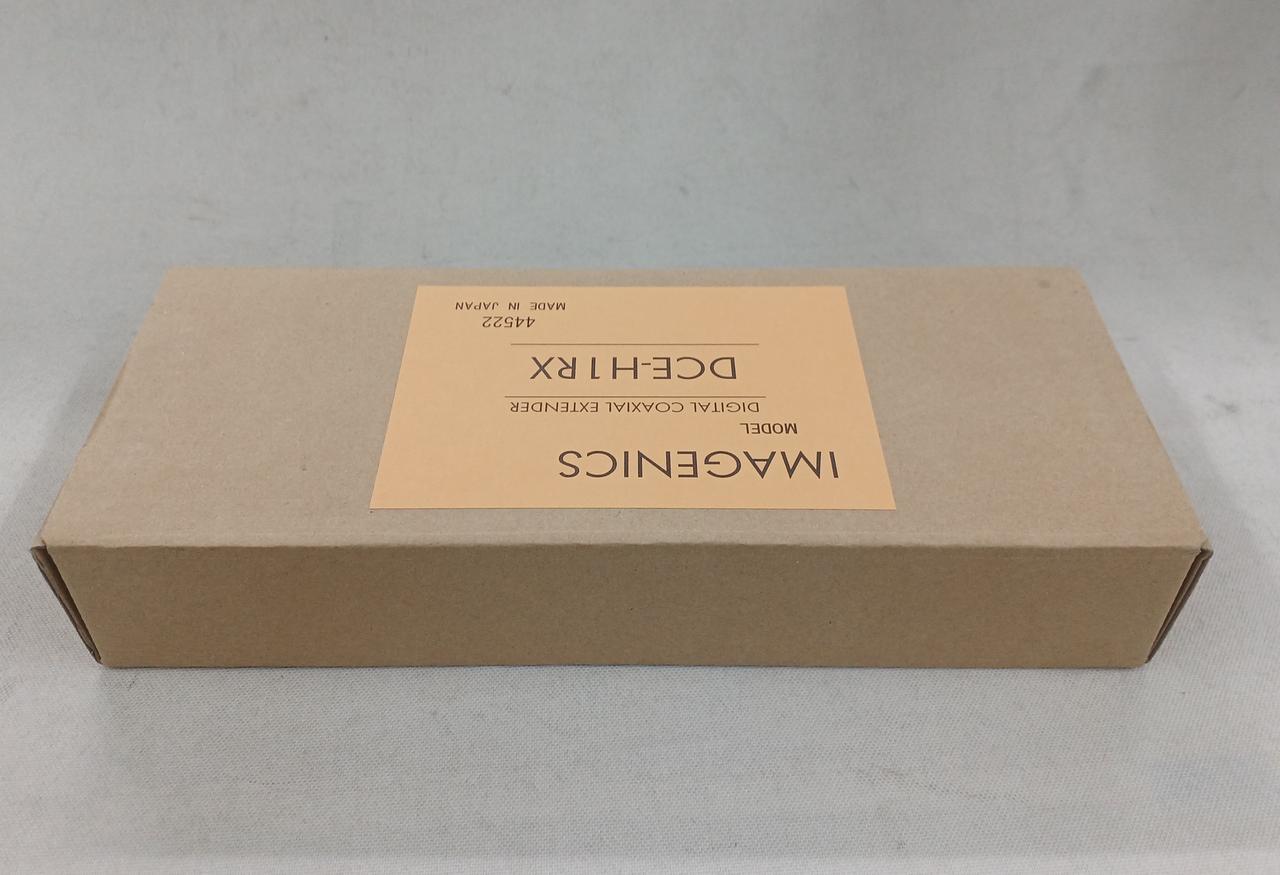 IMAGENICS
MODEL
DIGITAL COAXIAL EXTENDER
DCE-H1RX
44522
MADE IN JAPAN